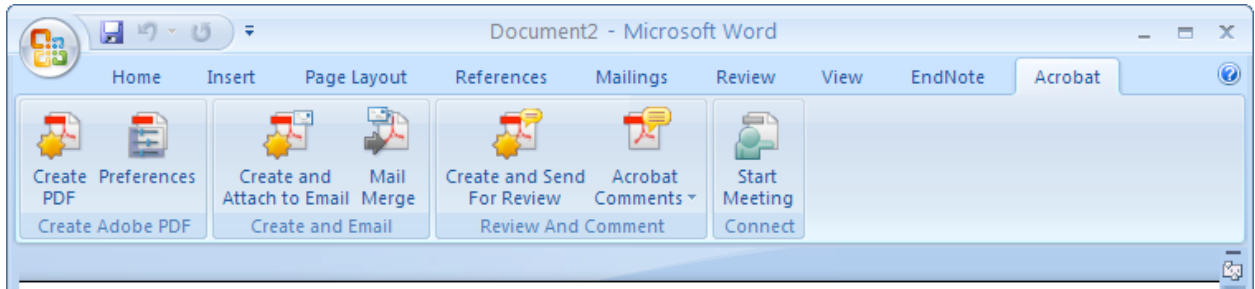 Document2 - Microsoft Word
Home Insert Page Layout References Mailings Review View EndNote Acrobat
Create Preferences Create and Mail Create and Send Acrobat Start
PDF Attach to Email Merge For Review Comments Meeting
Create Adobe PDF Create and Email Review And Comment Connect